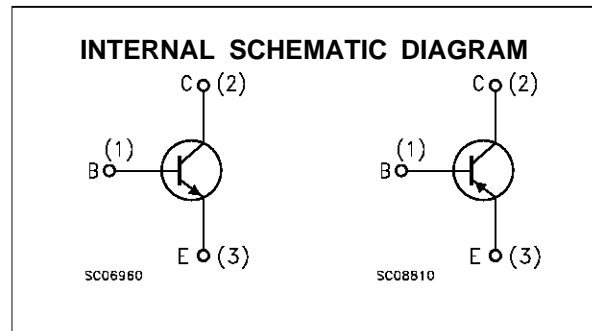 INTERNAL SCHEMATIC DIAGRAM
C (2)
C (2)
(1)
(1)
B
B
E (3)
E (3)
SC06960
SC08810